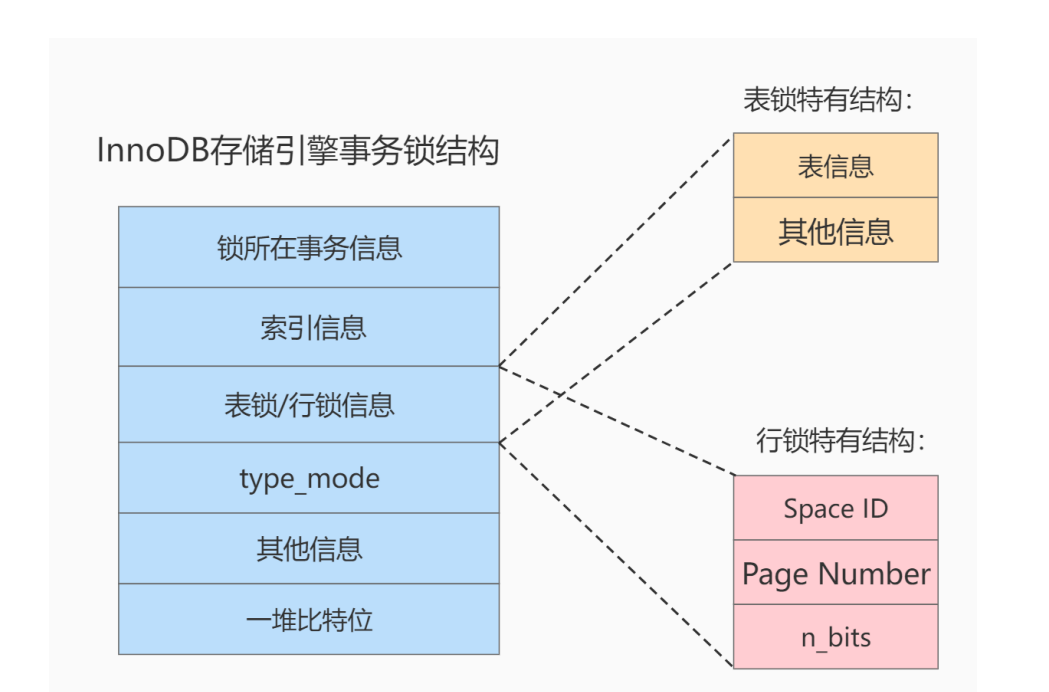 InnoDB存储引擎事务锁结构
锁所在事务信息
索引信息
表锁/行锁信息
type_mode
其他信息
一堆比特位
表锁特有结构:
表信息
其他信息
行锁特有结构:
Space ID
Page Number
n_bits